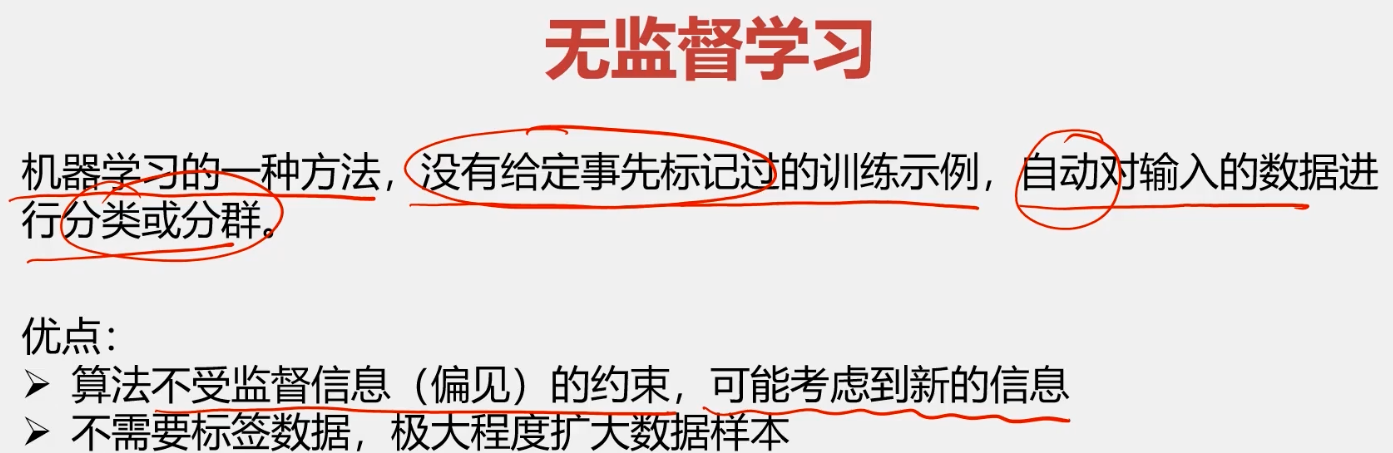 无监督学习
机器学习的一种方法，没有给定事先标记过的训练示例，自动对输入的数据进
行分类或分群。
优点：
➢ 算法不受监督信息（偏见）的约束，可能考虑到新的信息
➢ 不需要标签数据，极大程度扩大数据样本